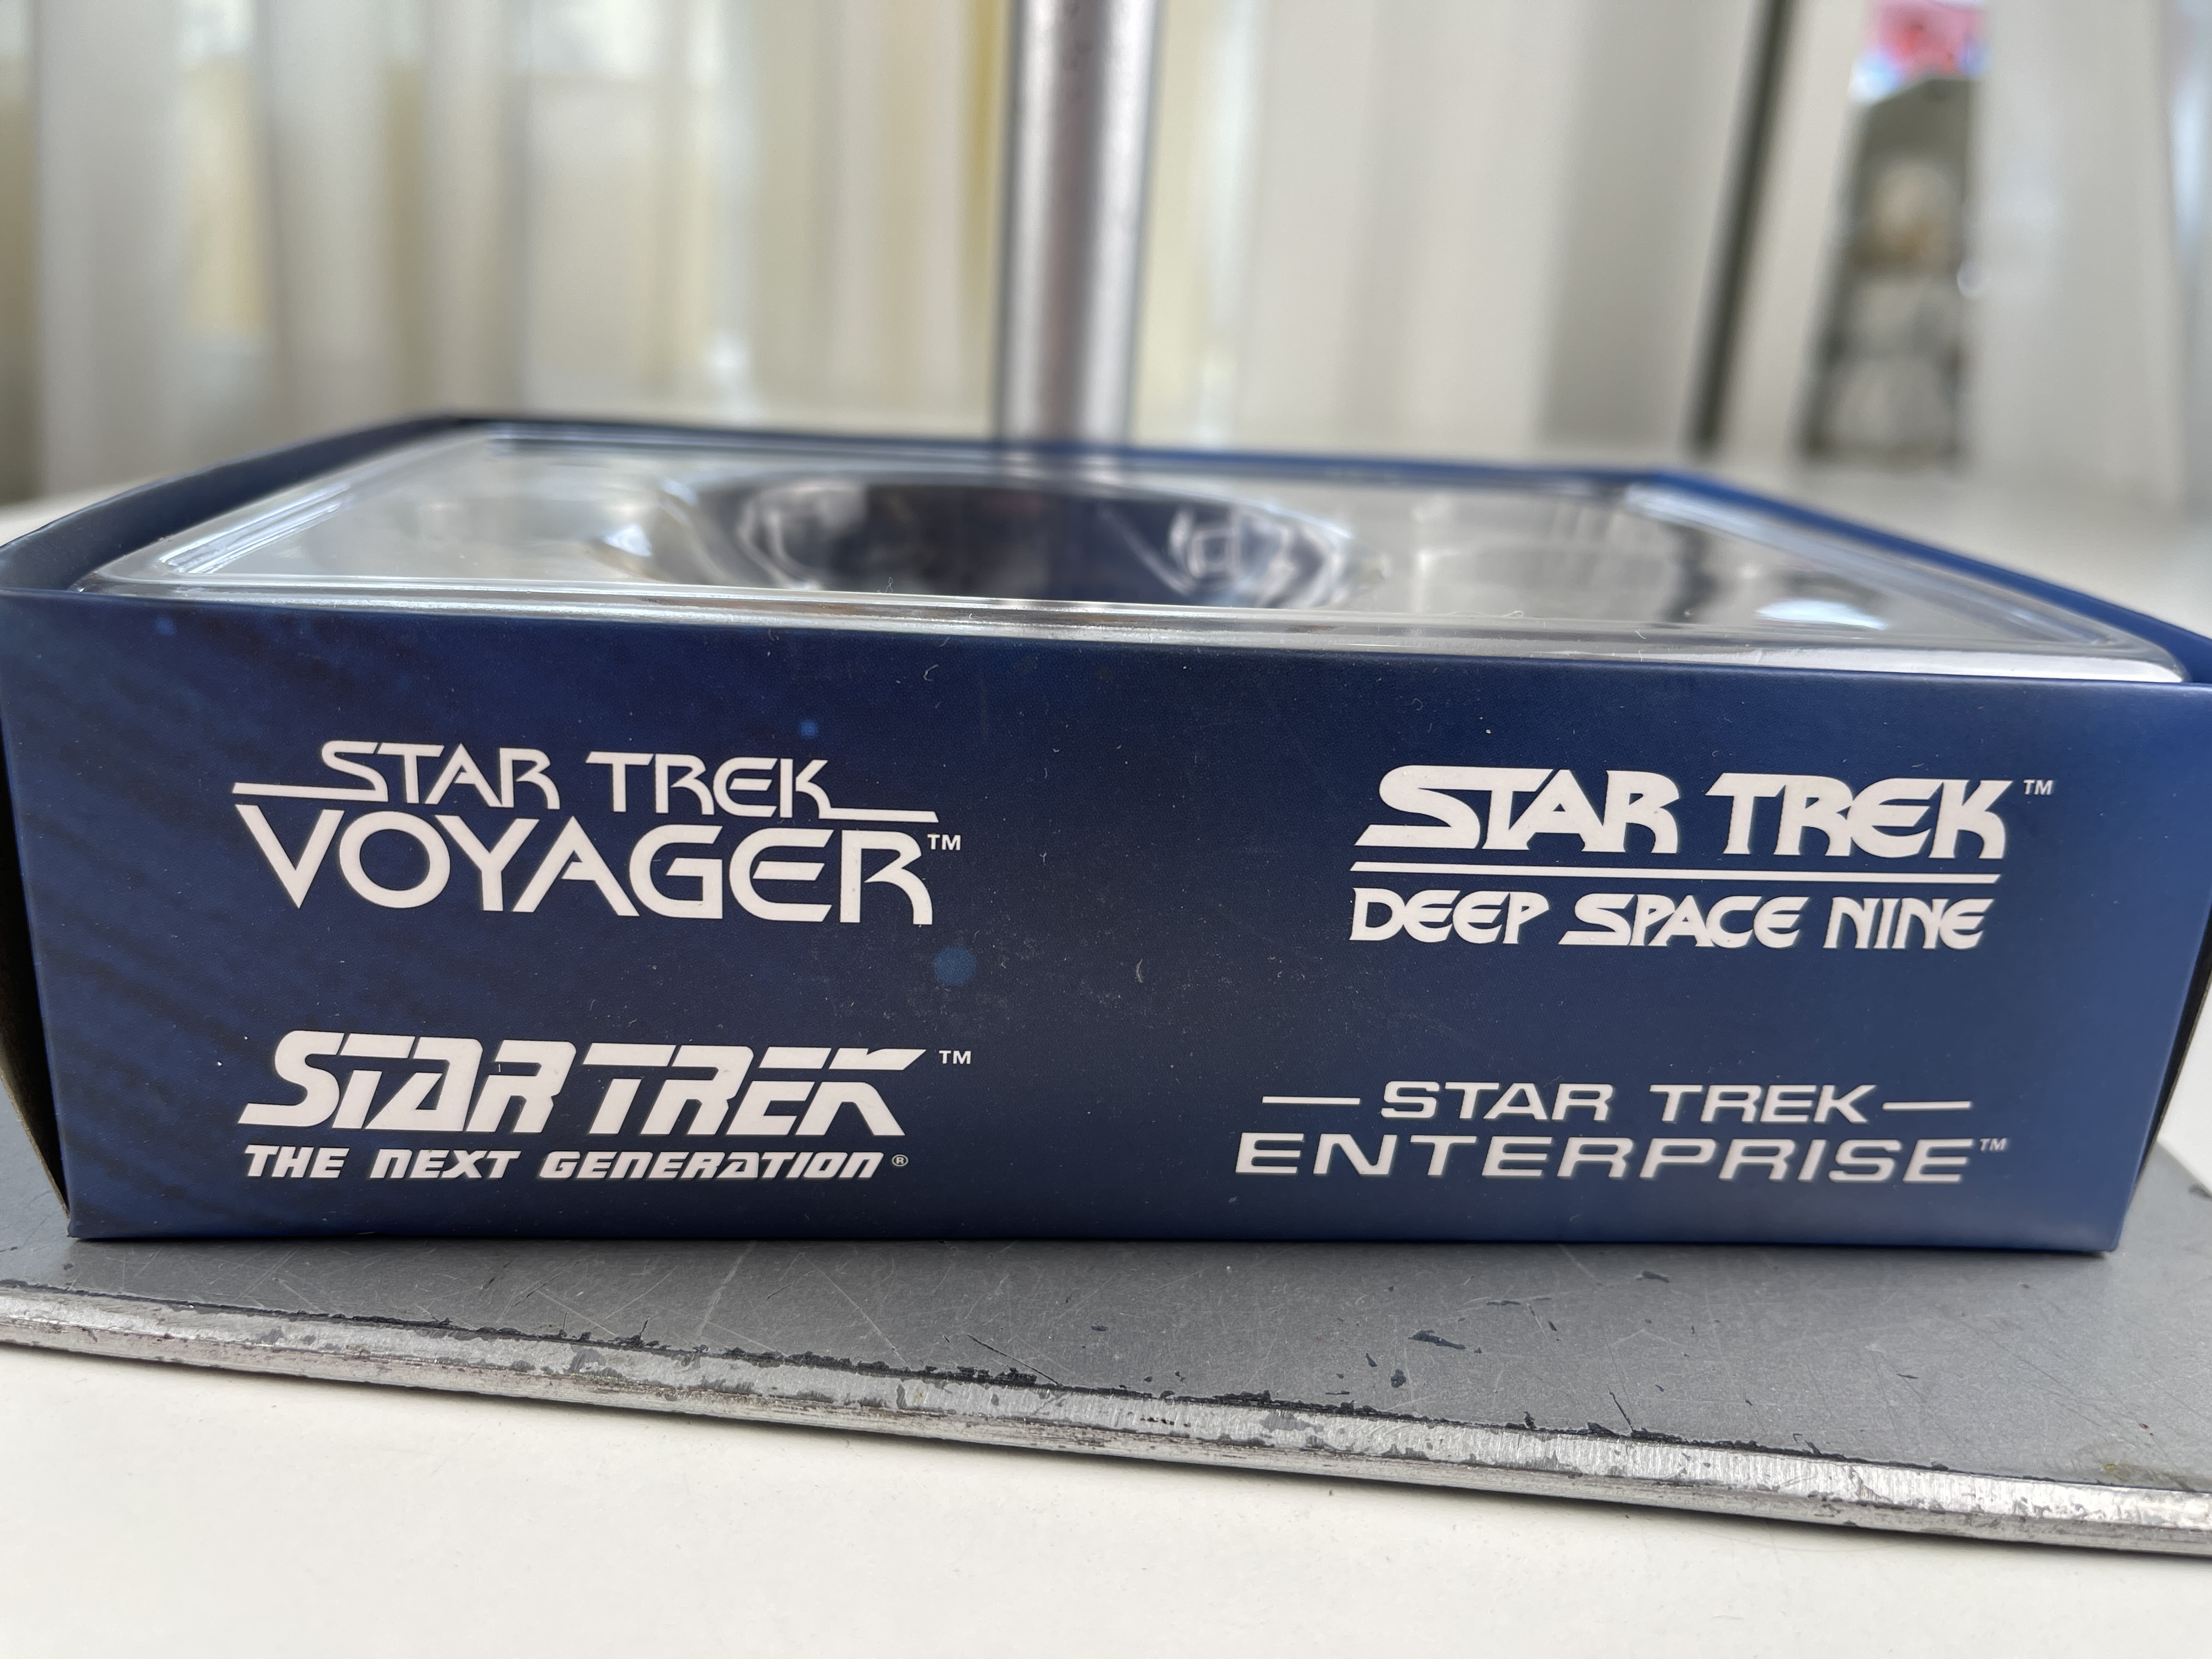 STAR TREK
VOYAGER™
STAR TREK™
DEEP SPACE NINE
STAR TREK™
THE NEXT GENERATION®
STAR TREK
ENTERPRISE™